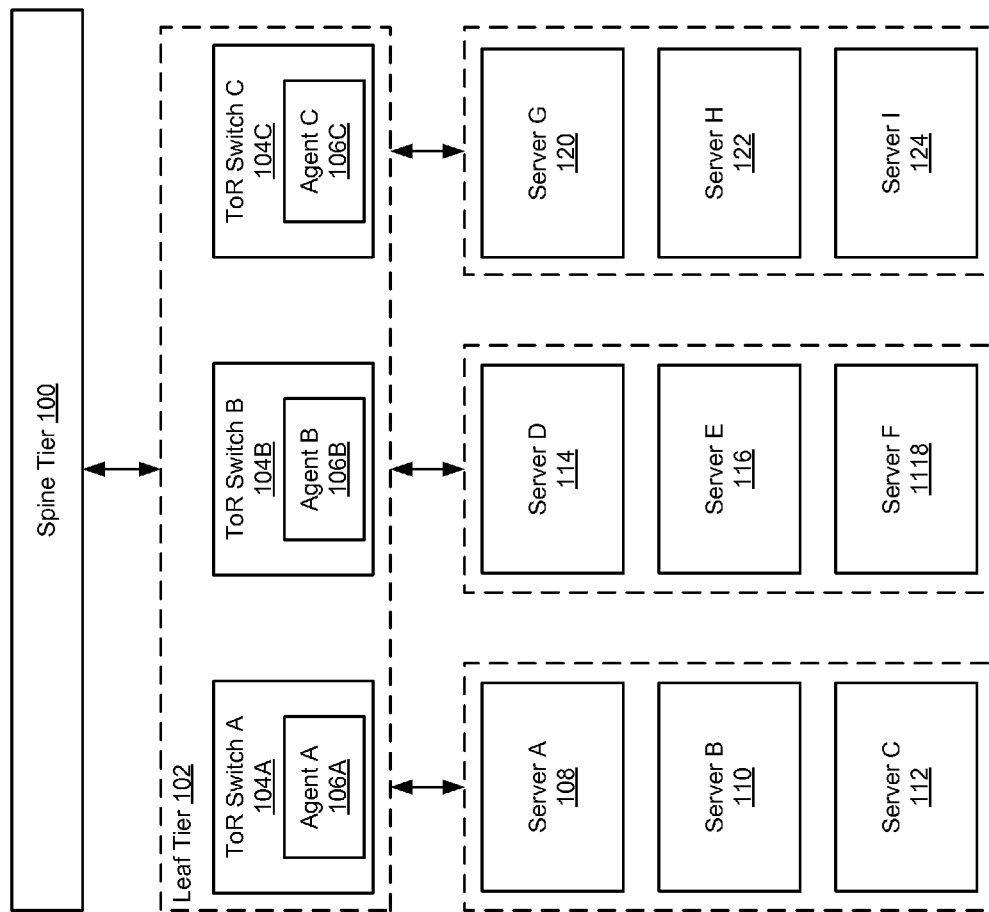 Spine Tier 100
Leaf Tier 102
ToR Switch A
104A
Agent A
106A
ToR Switch B
104B
Agent B
106B
ToR Switch C
104C
Agent C
106C
Server A
108
Server B
110
Server C
112
Server D
114
Server E
116
Server F
1118
Server G
120
Server H
122
Server I
124